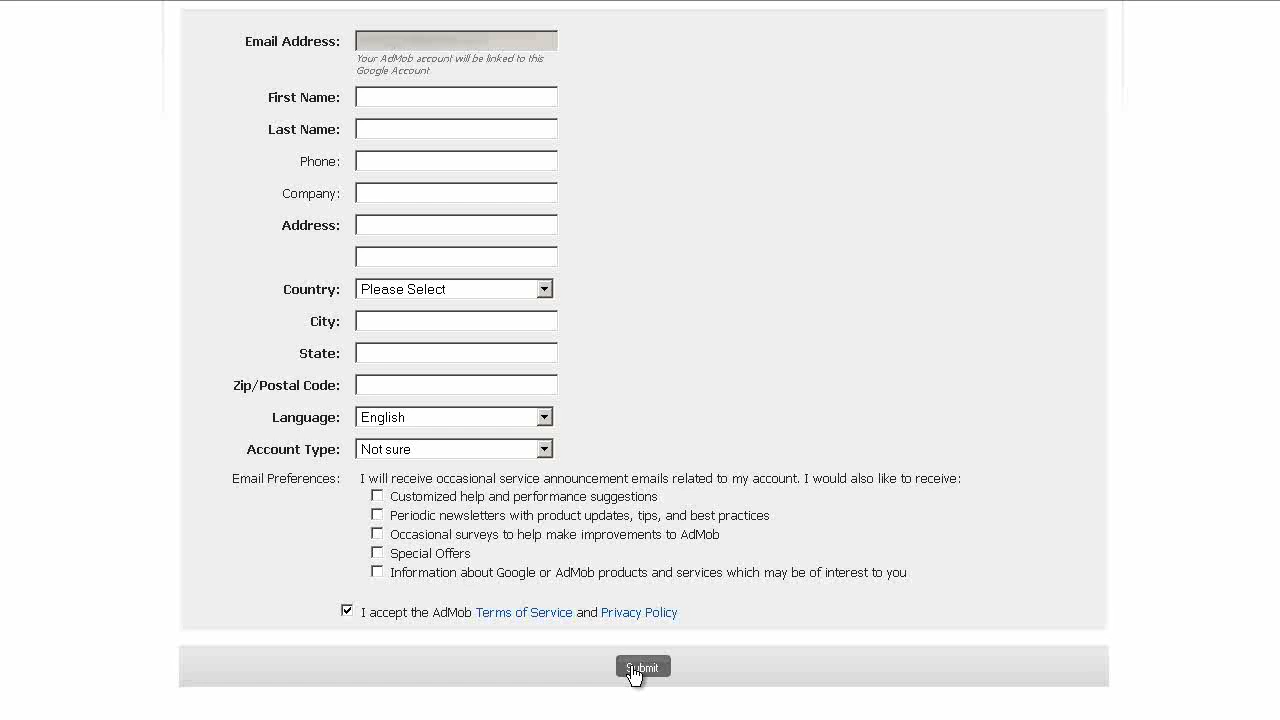 Email Address:
Your AdMob account will be linked to this
Google Account
First Name:
Last Name:
Phone:
Company:
Address:
Country: Please Select
City:
State:
Zip/Postal Code:
Language: English
Account Type: Not sure
Email Preferences: I will receive occasional service announcement emails related to my account. I would also like to receive:
Customized help and performance suggestions
Periodic newsletters with product updates, tips, and best practices
Occasional surveys to help make improvements to AdMob
Special Offers
Information about Google or AdMob products and services which may be of interest to you
I accept the AdMob Terms of Service and Privacy Policy
Submit